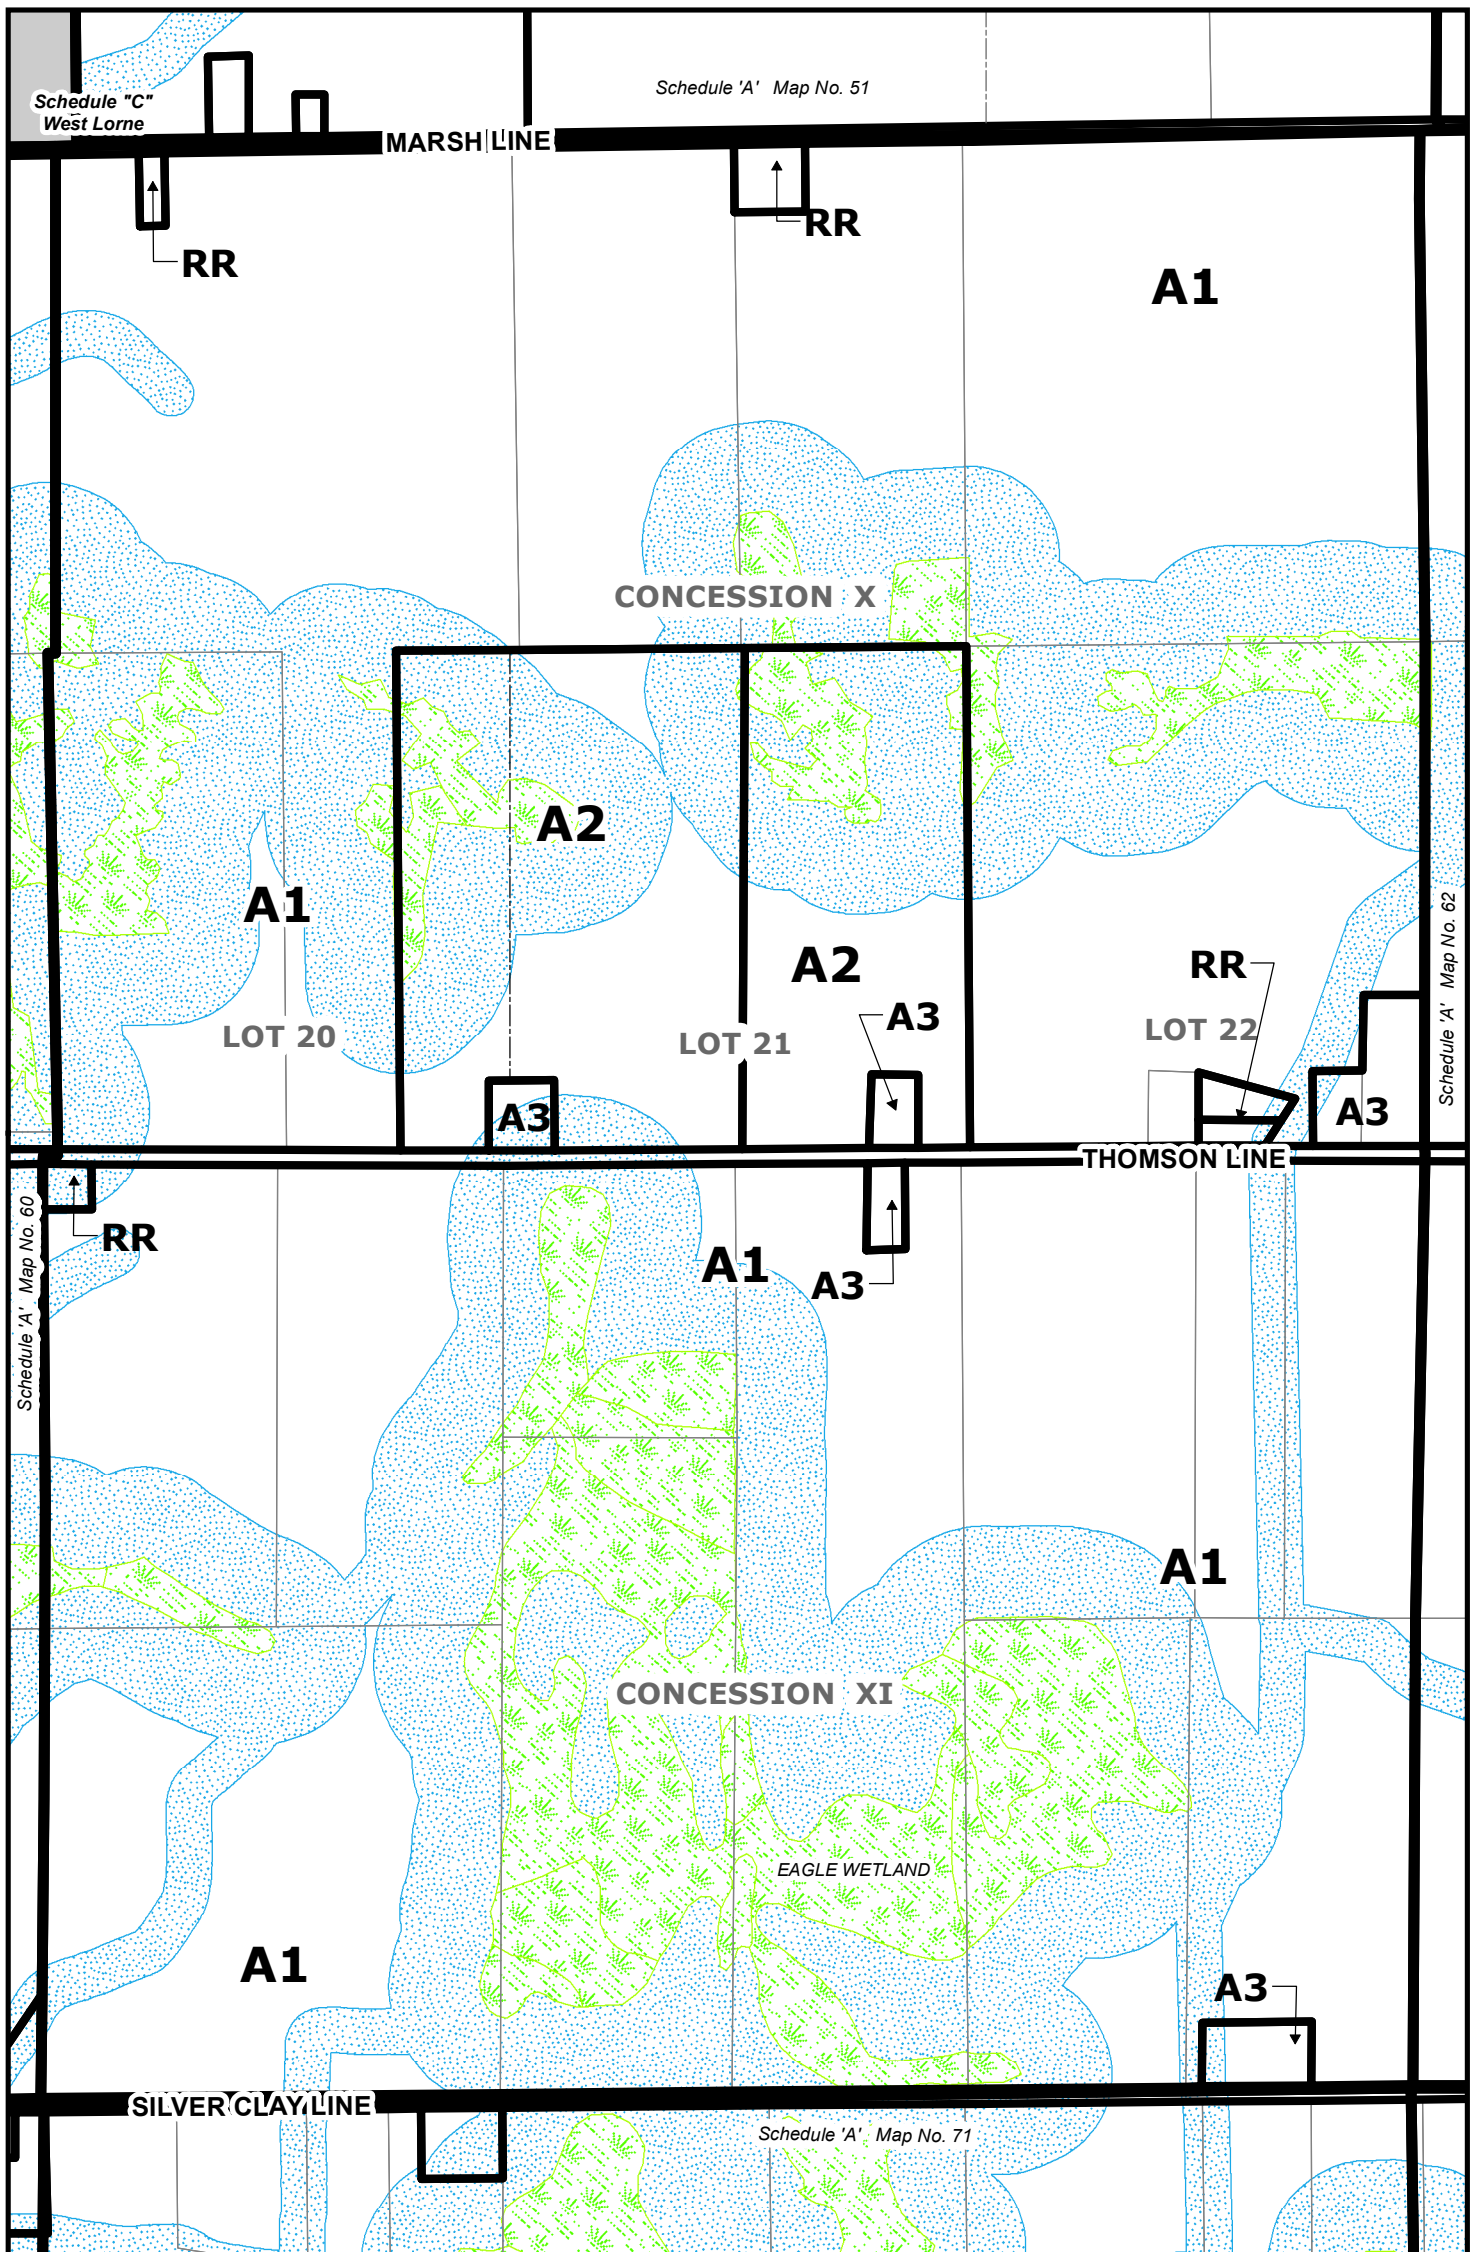 Schedule 'A'   Map No. 51
Schedule "C"
West Lorne
MARSH LINE
RR
RR
A1
CONCESSION  X
A2
A1
A2
RR
A3
LOT 20
LOT 21
LOT 22
A3
A3
Schedule 'A'   Map No. 62
THOMSON LINE
RR
A1
A3
Schedule 'A'   Map No. 60
A1
CONCESSION  XI
EAGLE WETLAND
A1
A3
SILVER CLAY LINE
Schedule 'A'   Map No. 71